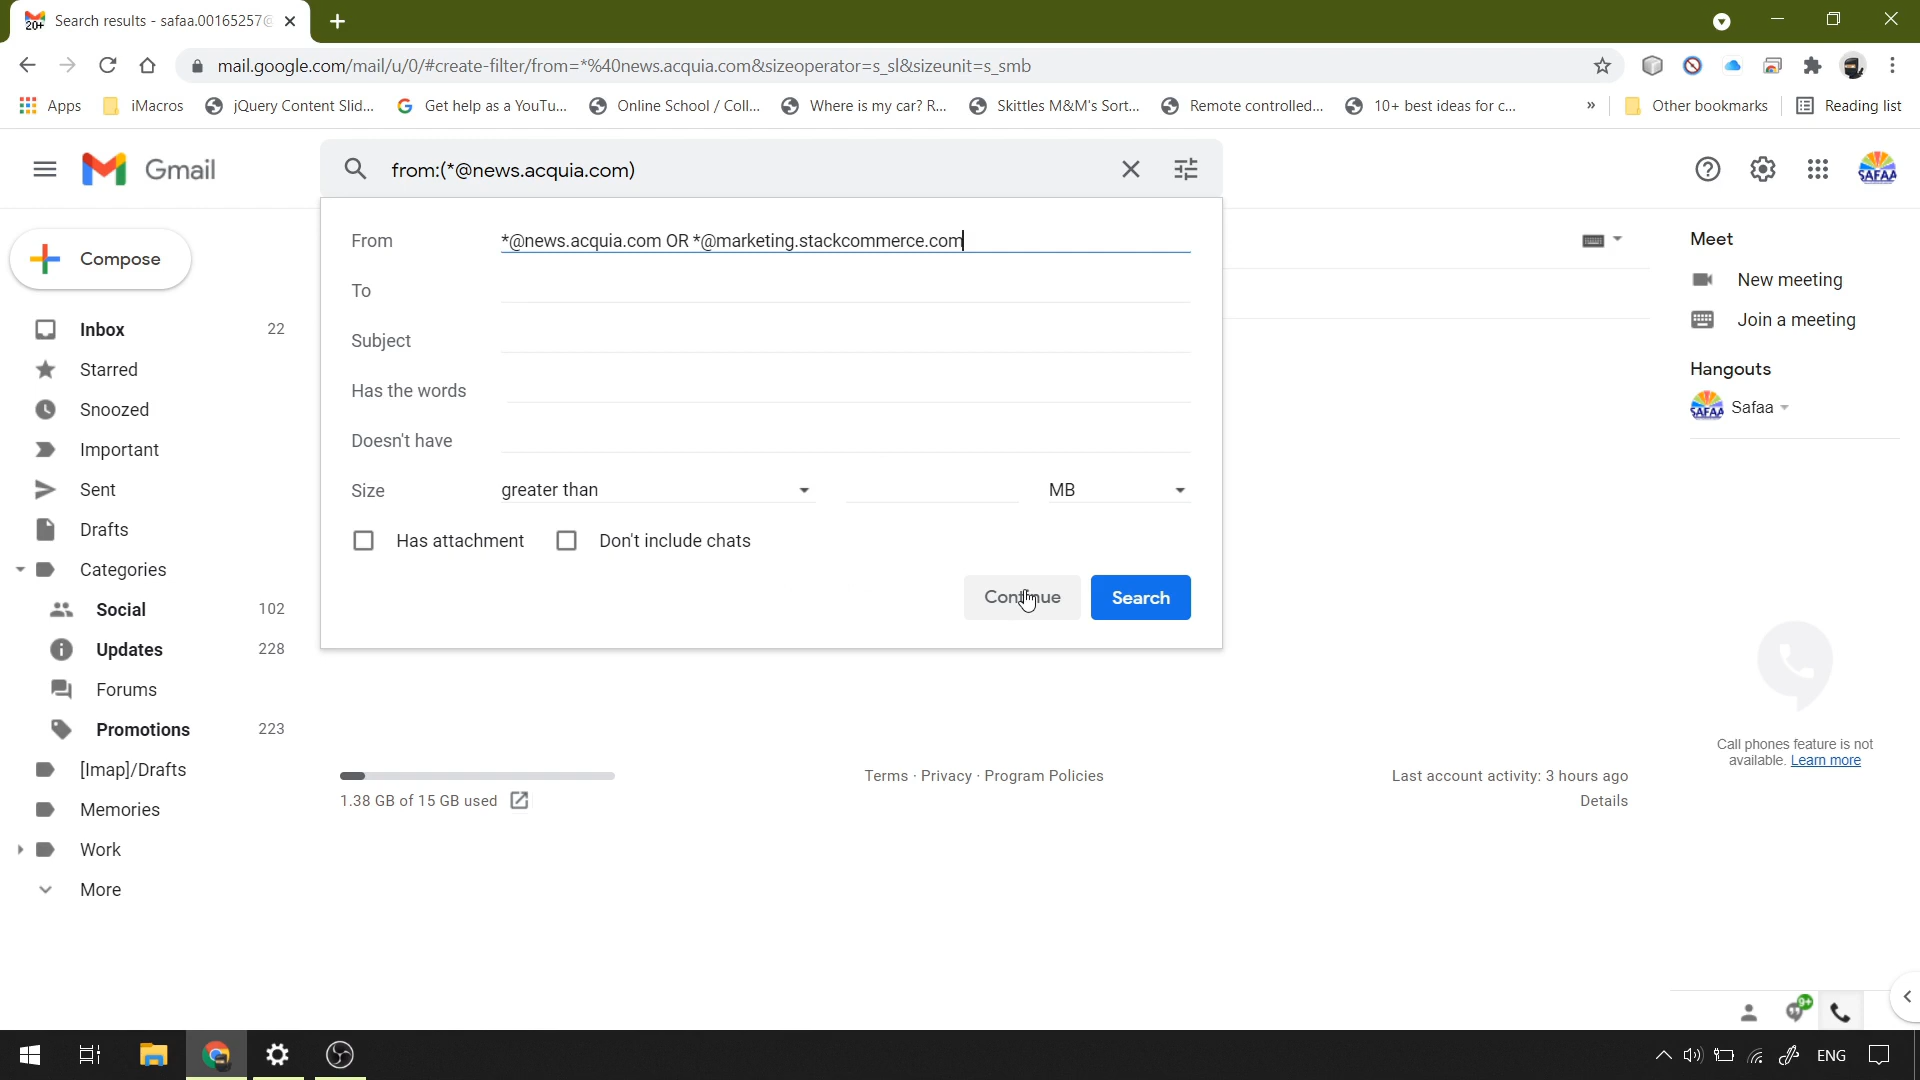 20+ Search results - safaa.00165257@
mail.google.com/mail/u/0/#create-filter/from=*%40news.acquia.com&sizeoperator=s_sl&sizeunit=s_smb
Apps iMacros jQuery Content Slid... Get help as a YouTu... Online School / Coll... Where is my car? R... Skittles M&M's Sort... Remote controlled... 10+ best ideas for c... » Other bookmarks Reading list
Gmail from:(*@news.acquia.com) SAFAA
From *@news.acquia.com OR *@marketing.stackcommerce.com Meet
Compose
To New meeting
Inbox 22 Subject Join a meeting
Starred Hangouts
Has the words
Snoozed SAFAA Safaa
Important Doesn't have
Sent Size greater than MB
Drafts Has attachment Don't include chats
Categories
Social 102 Continue Search
Updates 228
Forums
Promotions 223 Call phones feature is not
available. Learn more
[Imap]/Drafts Terms · Privacy · Program Policies Last account activity: 3 hours ago
1.38 GB of 15 GB used Details
Memories
Work
More
9+
ENG